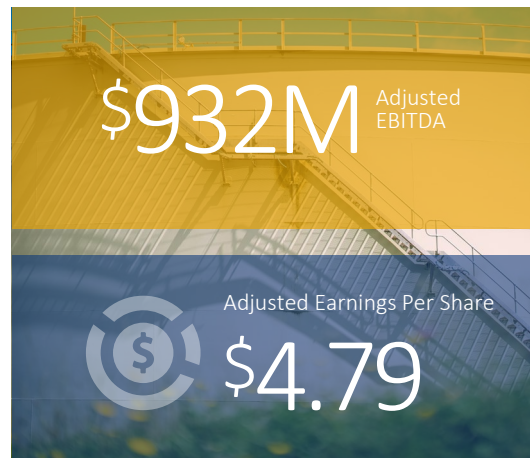 $932M
Adjusted
EBITDA
Adjusted Earnings Per Share
$
$4.79